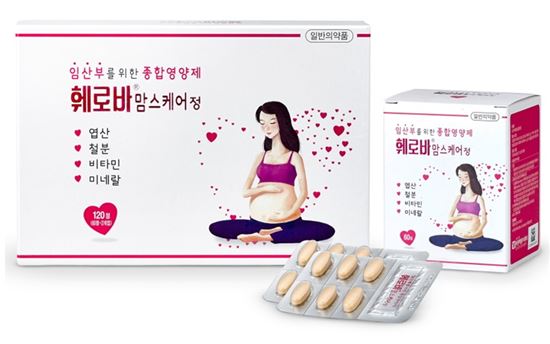 일반의약품
임산부를 위한 종합영양제
훼로바® 맘스케어정
엽산
철분
비타민
미네랄
120정
일반의약품
임산부를 위한 종합영양제
훼로바 맘스케어정
엽산
철분
비타민
미네랄
60정